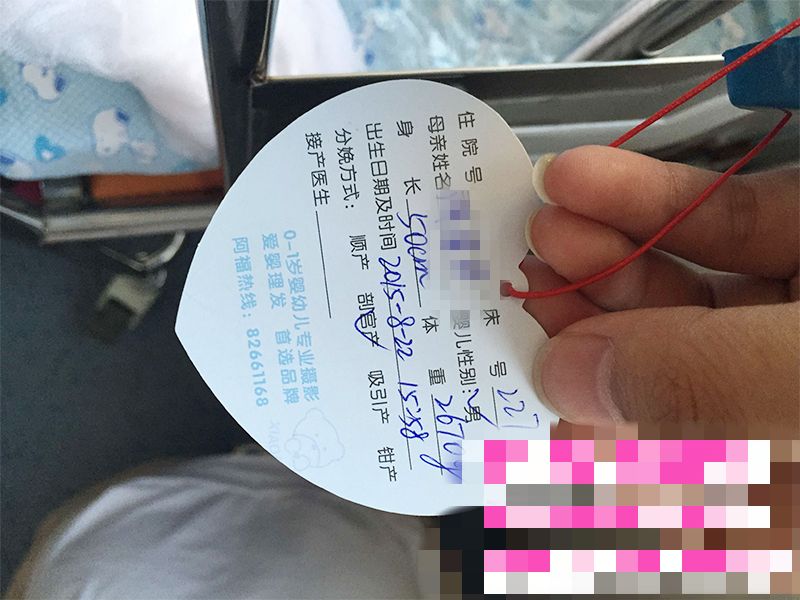 住院号 床号 227
母亲姓名 婴儿性别:男
身长 50cm 体重 2670g
出生日期及时间 2015-8-22 15:58
分娩方式: 顺产 剖宫产 吸引产 钳产
接产医生
0-1岁婴幼儿专业摄影
爱婴理发 首选品牌
阿福热线：82661168